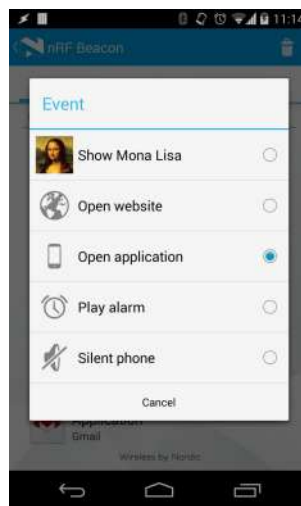 11:14
nRF Beacon
Event
Show Mona Lisa
Open website
Open application
Play alarm
Silent phone
Cancel
Application
Gmail
Wireless by Nordic